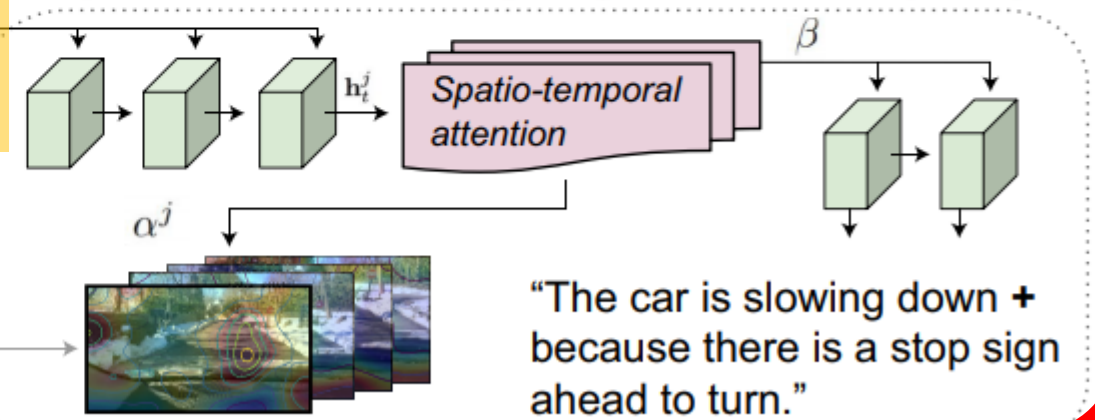 β
h_t^j
Spatio-temporal
attention
α^j
“The car is slowing down +
because there is a stop sign
ahead to turn.”